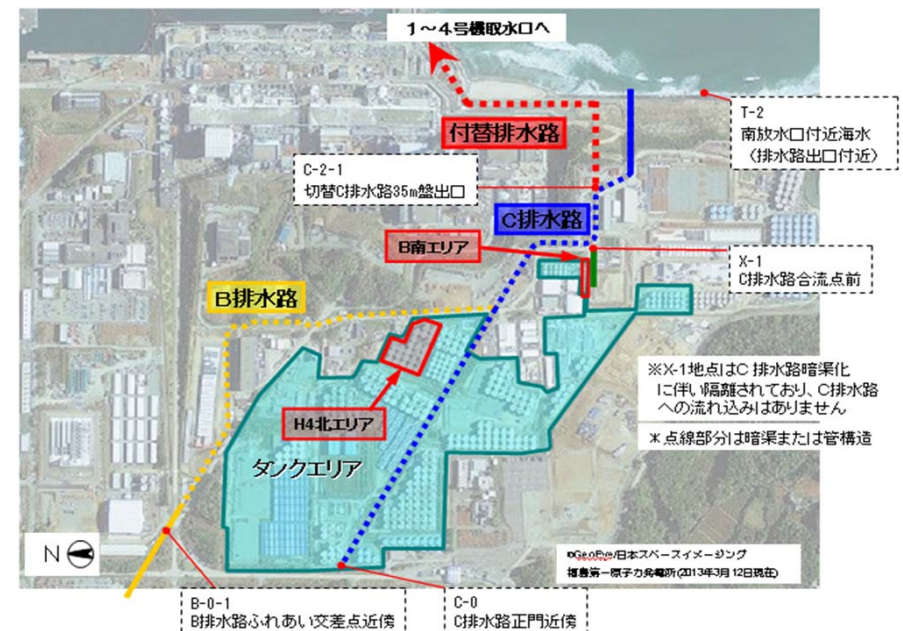 1～4号機取水口へ
付替排水路
T-2
南放水口付近海水
(排水路出口付近)
C-2-1
切替C排水路35m盤出口
C排水路
B南エリア
X-1
C排水路合流点前
B排水路
H4北エリア
タンクエリア
※X-1地点はC排水路暗渠化
に伴い隔離されており、C排水路
への流れ込みはありません
＊点線部分は暗渠または管構造
N
©GeoEye/日本スペースイメージング
福島第一原子力発電所(2013年3月12日現在)
B-0-1
B排水路ふれあい交差点近傍
C-0
C排水路正門近傍